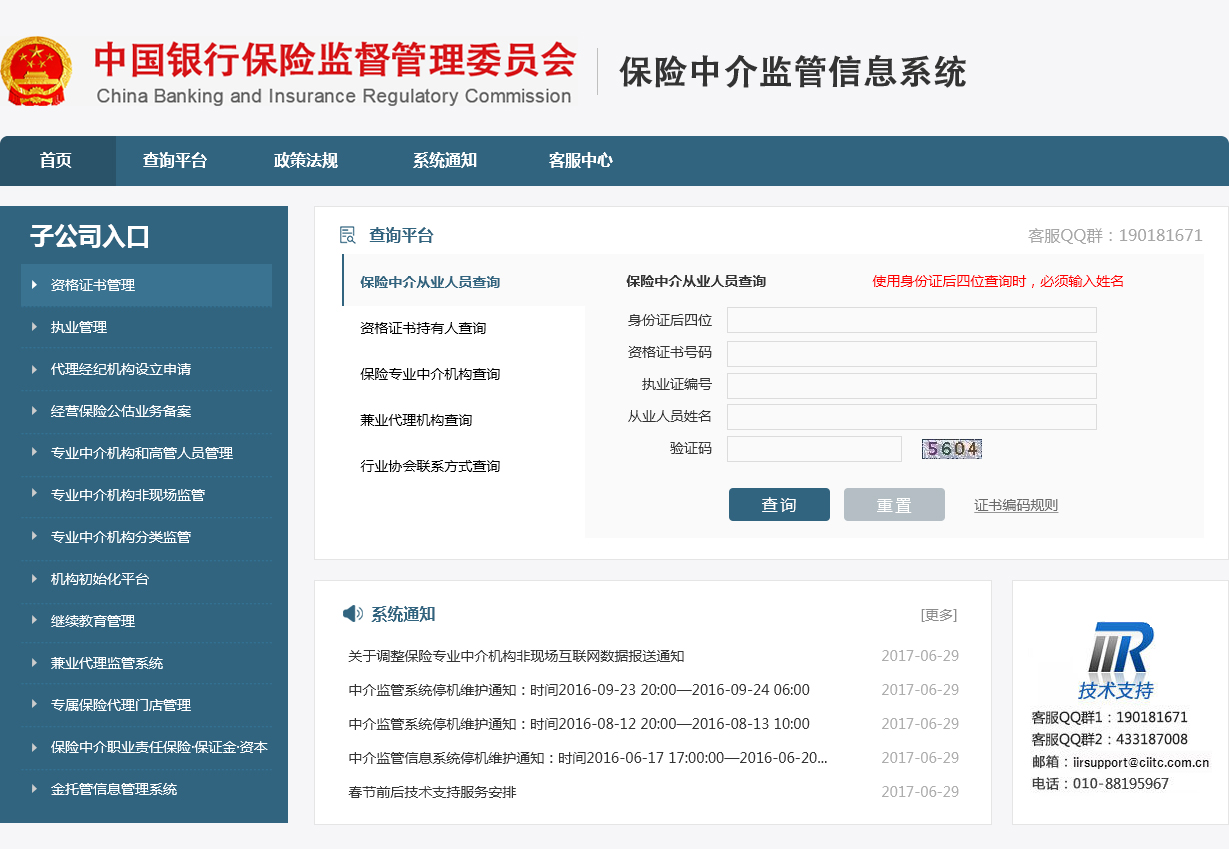 中国银行保险监督管理委员会
China Banking and Insurance Regulatory Commission
保险中介监管信息系统
首页 查询平台 政策法规 系统通知 客服中心
子公司入口
资格证书管理
执业管理
代理经纪机构设立申请
经营保险公估业务备案
专业中介机构和高管人员管理
专业中介机构非现场监管
专业中介机构分类监管
机构初始化平台
继续教育管理
兼业代理监管系统
专属保险代理门店管理
保险中介职业责任保险·保证金·资本
金托管信息管理系统
查询平台
客服QQ群：190181671
保险中介从业人员查询
资格证书持有人查询
保险专业中介机构查询
兼业代理机构查询
行业协会联系方式查询
保险中介从业人员查询
使用身份证后四位查询时，必须输入姓名
身份证后四位
资格证书号码
执业证编号
从业人员姓名
验证码
5604
查询 重置 证书编码规则
系统通知
[更多]
关于调整保险专业中介机构非现场互联网数据报送通知 2017-06-29
中介监管系统停机维护通知：时间2016-09-23 20:00—2016-09-24 06:00 2017-06-29
中介监管系统停机维护通知：时间2016-08-12 20:00—2016-08-13 10:00 2017-06-29
中介监管信息系统停机维护通知：时间2016-06-17 17:00:00—2016-06-20... 2017-06-29
春节前后技术支持服务安排 2017-06-29
IIR
技术支持
客服QQ群1：190181671
客服QQ群2：433187008
邮箱：iirsupport@ciitc.com.cn
电话：010-88195967